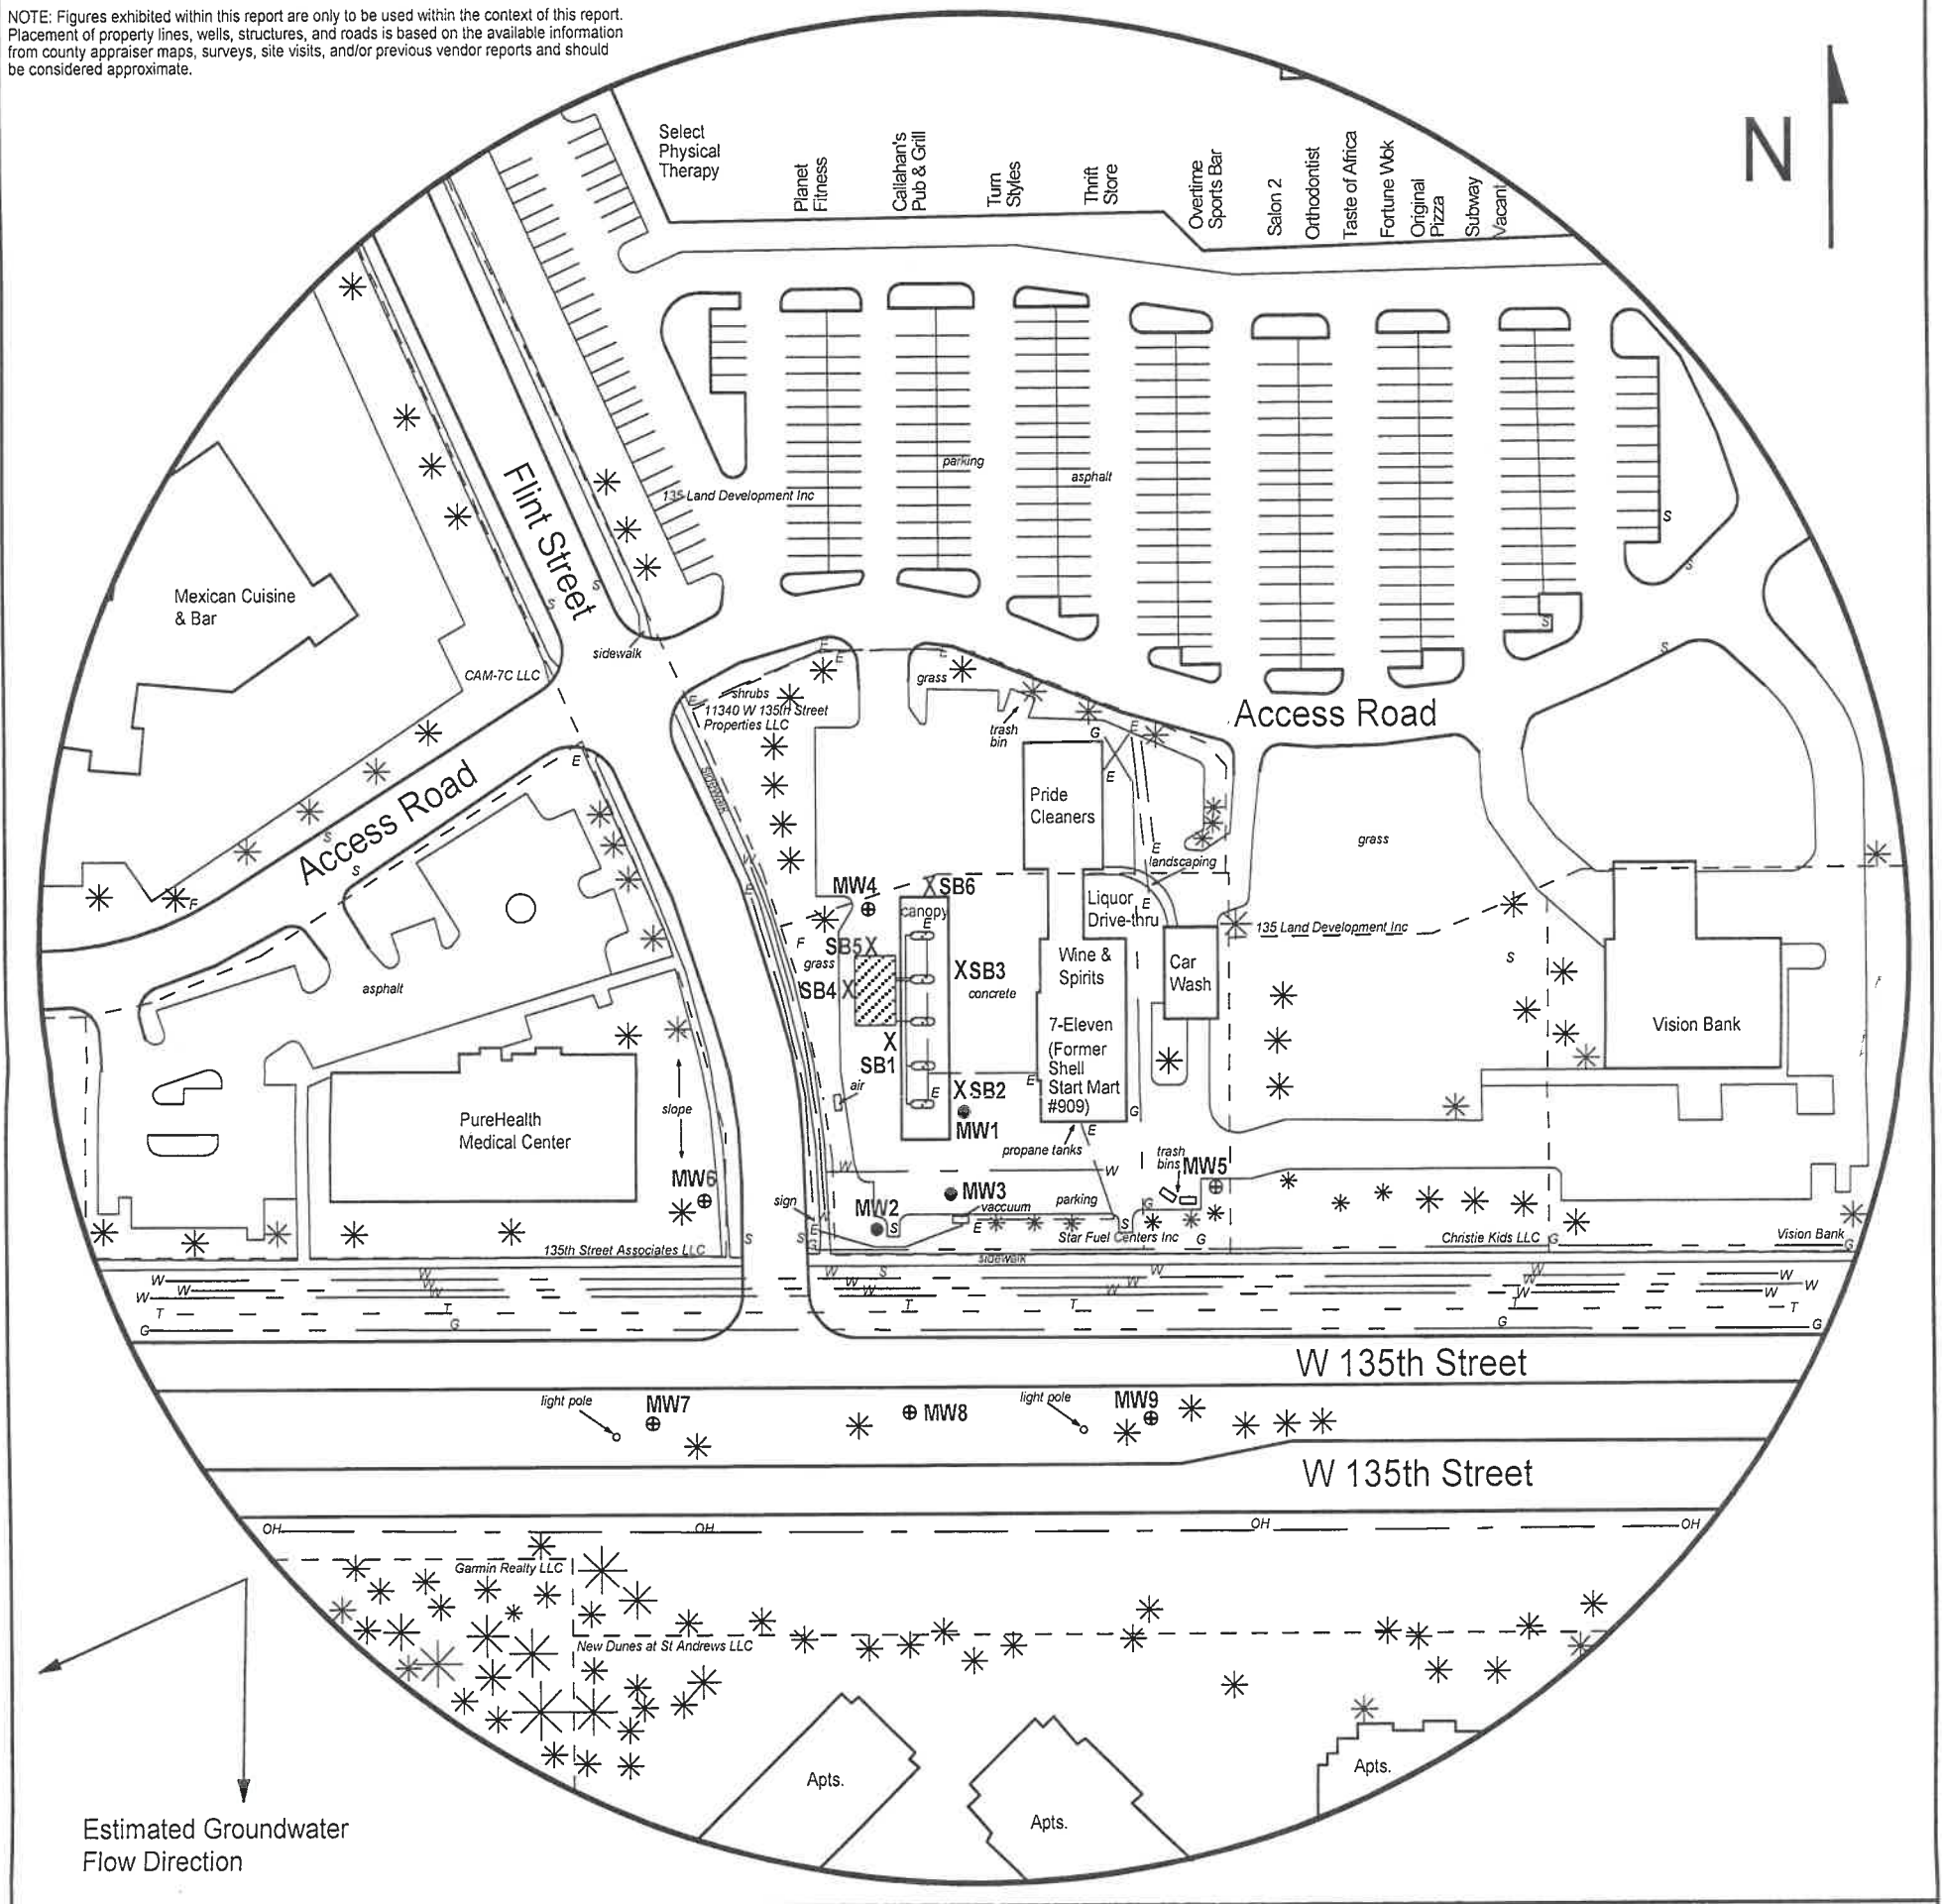 NOTE: Figures exhibited within this report are only to be used within the context of this report.
Placement of property lines, wells, structures, and roads is based on the available information
from county appraiser maps, surveys, site visits, and/or previous vendor reports and should
be considered approximate.
N
Select
Physical
Therapy
Planet
Fitness
Callahan's
Pub & Grill
Turn
Styles
Thrift
Store
Overtime
Sports Bar
Salon 2
Orthodontist
Taste of Africa
Fortune Wok
Original
Pizza
Subway
Vacant
parking
asphalt
135 Land Development Inc
Flint Street
S
S
S
S
S
S
Mexican Cuisine
& Bar
sidewalk
CAM-7C LLC
E
E
E
grass
shrubs
E
11340 W 135th Street
Properties LLC
trash
bin
G
E
Access Road
E
E
sidewalk
Pride
Cleaners
Access Road
S
S
F
grass
E
landscaping
W
E
MW4
SB6
canopy
E
Liquor
Drive-thru
E
135 Land Development Inc
F
SB5
grass
SB4
SB3
concrete
Wine &
Spirits
Car
Wash
S
asphalt
7-Eleven
(Former
Shell
Start Mart
#909)
Vision Bank
SB1
air
E
SB2
E
G
MW1
E
PureHealth
Medical Center
slope
propane tanks
W
W
trash
bins
MW5
MW6
sign
MW2
MW3
vaccuum
parking
G
S
E
S
Star Fuel Centers Inc
G
Christie Kids LLC
G
Vision Bank
G
135th Street Associates LLC
S
S
E
sidewalk
W
W
W
T
G
W
W
W
T
G
W
W
W
S
T
W
W
W
T
W
W
T
G
W
W
T
G
W 135th Street
light pole
MW7
MW8
light pole
MW9
W 135th Street
OH
OH
OH
OH
Garmin Realty LLC
New Dunes at St Andrews LLC
Apts.
Apts.
Apts.
Estimated Groundwater
Flow Direction